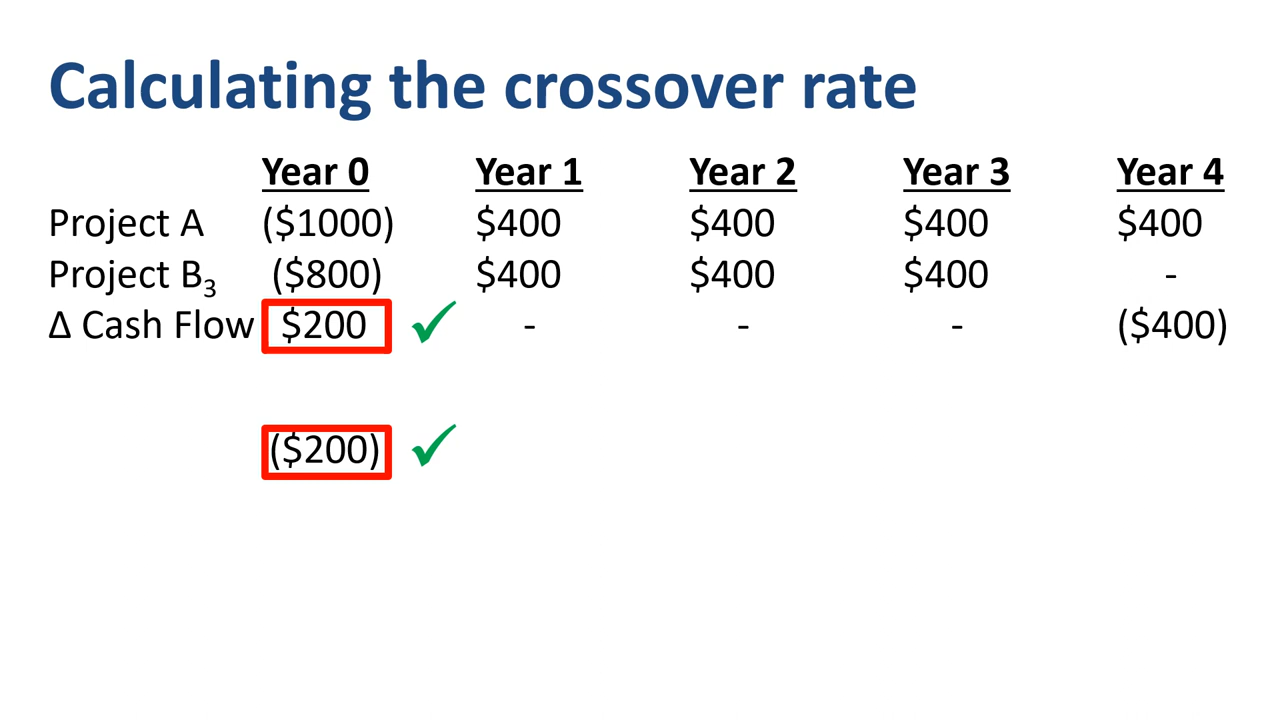 Calculating the crossover rate
Year 0 Year 1 Year 2 Year 3 Year 4
Project A ($1000) $400 $400 $400 $400
Project B₃ ($800) $400 $400 $400 -
Δ Cash Flow $200 - - - ($400)
($200)